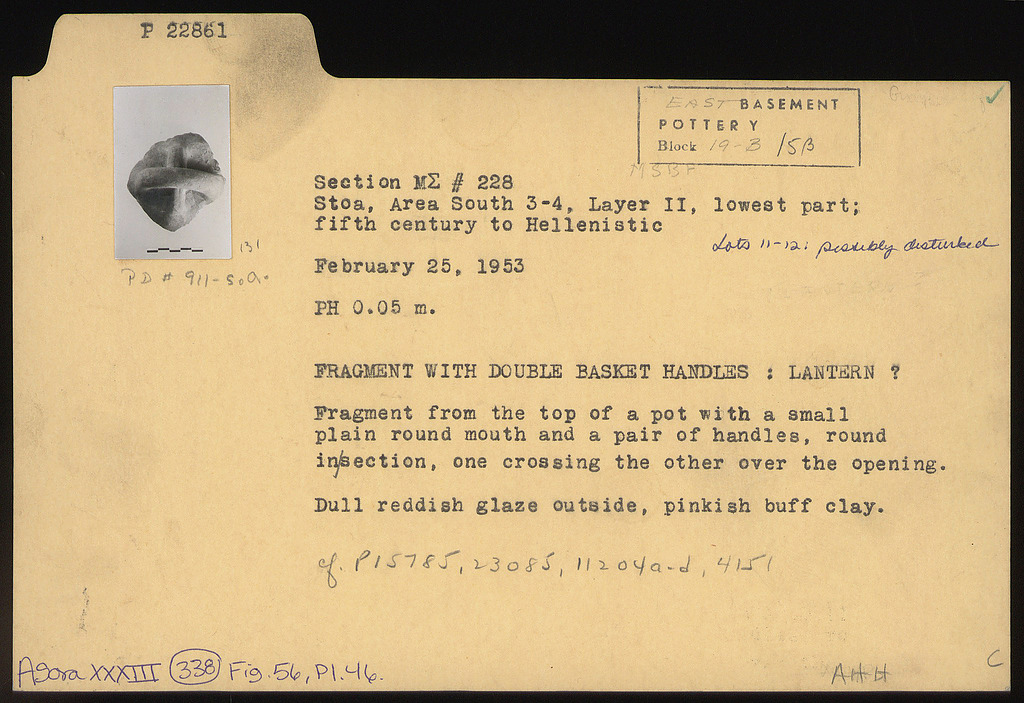 P 22861
EAST BASEMENT
POTTERY
Block 19-B /5B
MSBF
Section MΣ # 228
Stoa, Area South 3-4, Layer II, lowest part;
fifth century to Hellenistic
Lots 11-12: possibly disturbed
131
PD # 911-50a.
February 25, 1953
PH 0.05 m.
FRAGMENT WITH DOUBLE BASKET HANDLES : LANTERN ?
Fragment from the top of a pot with a small
plain round mouth and a pair of handles, round
in/section, one crossing the other over the opening.
Dull reddish glaze outside, pinkish buff clay.
cf. P15785, 23085, 11204a-d, 4151
Agora XXXIII 338 Fig. 56, Pl. 46.
AHH
C